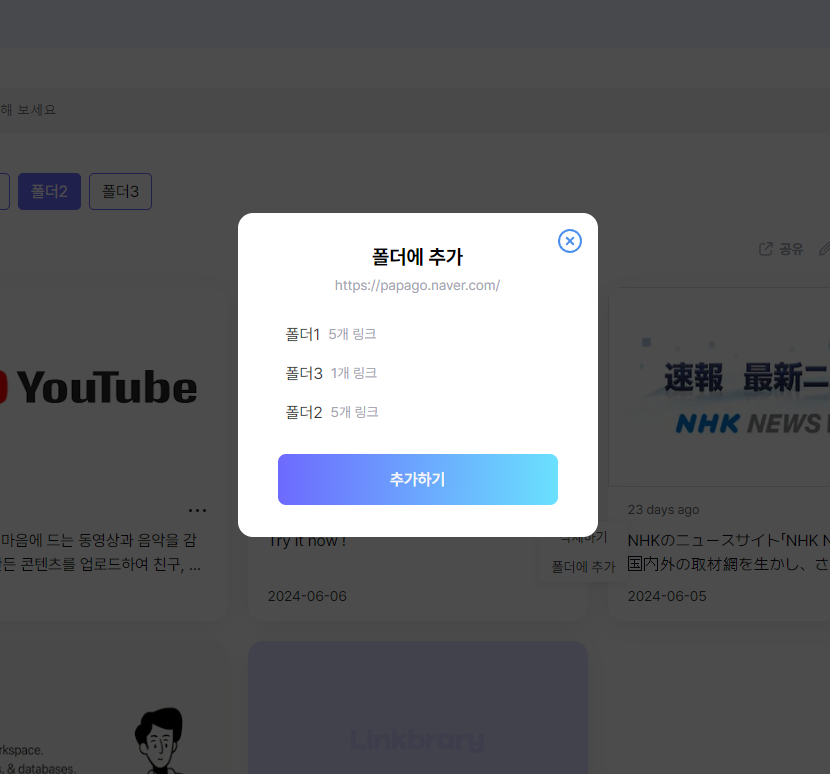 해 보세요
폴더2
폴더3
공유
폴더에 추가
https://papago.naver.com/
폴더1 5개 링크
폴더3 1개 링크
폴더2 5개 링크
추가하기
YouTube
速報 最新ニ
NHK NEWS
...
마음에 드는 동영상과 음악을 감
콘텐츠를 업로드하여 친구, ...
Try it now !
2024-06-06
삭제하기
폴더에 추가
23 days ago
NHKのニュースサイト「NHK N
国内外の取材網を生かし、さ
2024-06-05
rkspace.
s, & databases.
Linkbrary